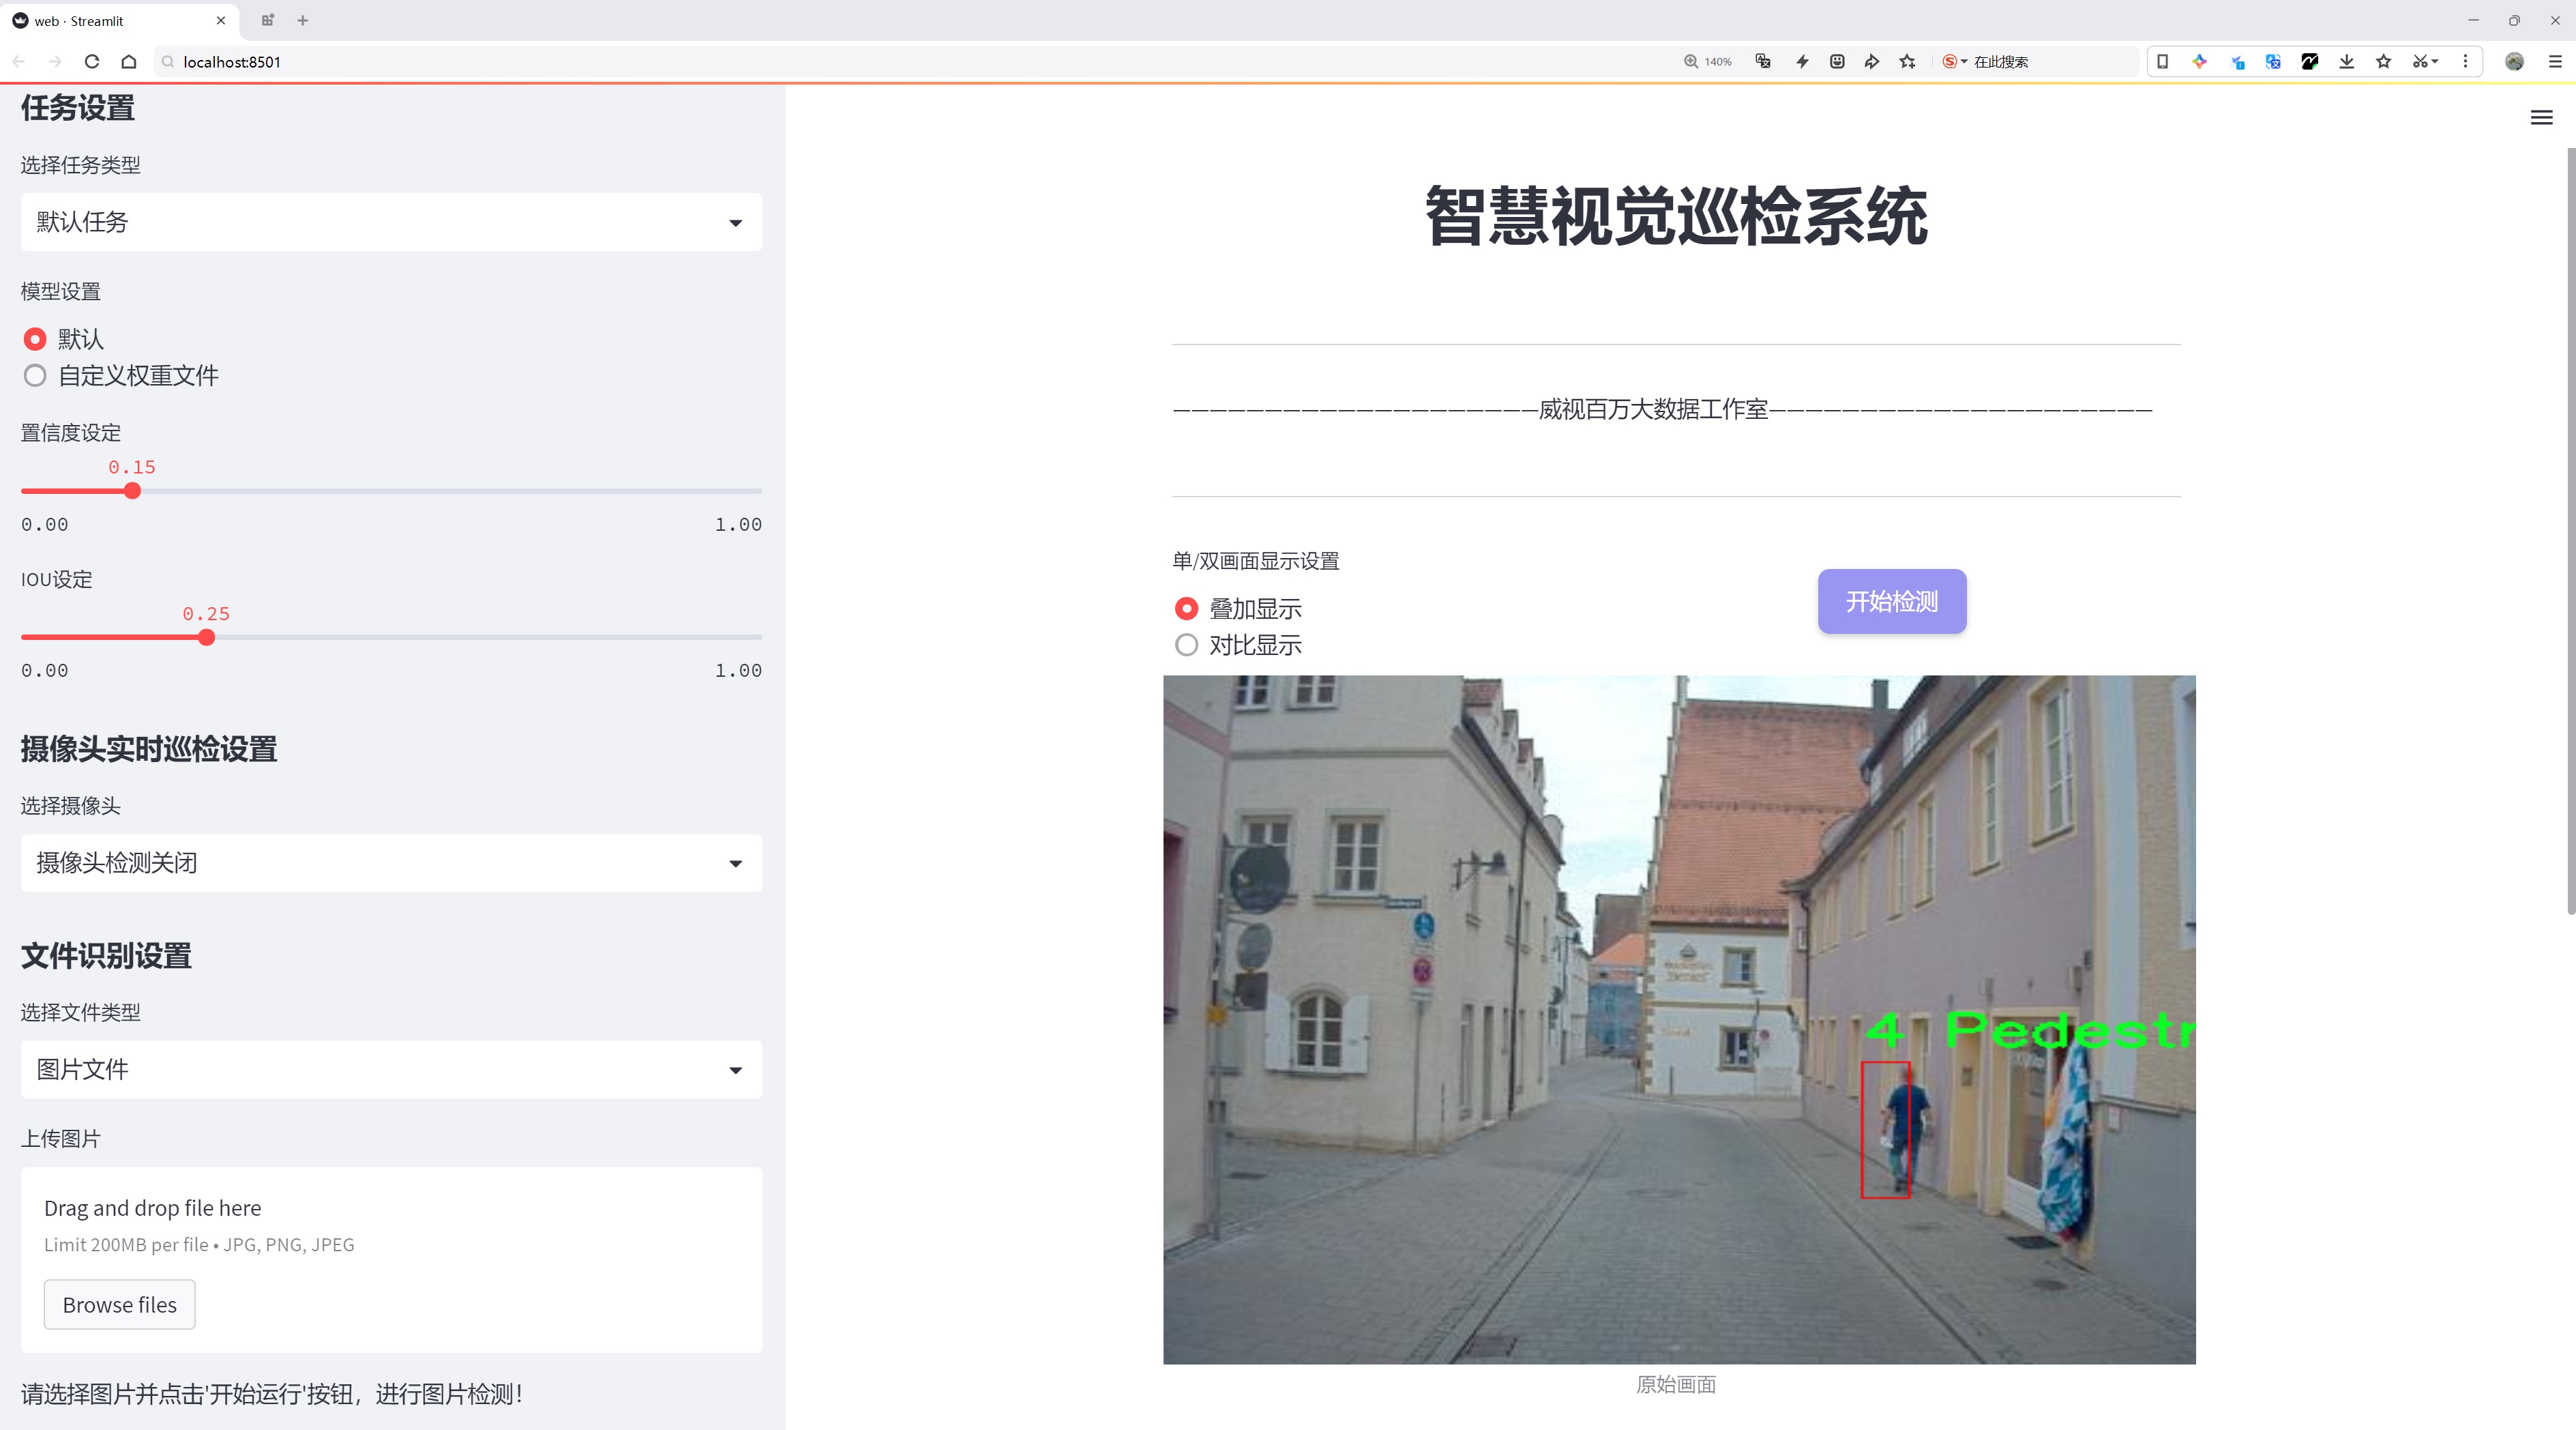 web · Streamlit
localhost:8501
140%
在此搜索
任务设置
选择任务类型
默认任务
模型设置
默认
自定义权重文件
置信度设定
0.15
0.00 1.00
IOU设定
0.25
0.00 1.00
摄像头实时巡检设置
选择摄像头
摄像头检测关闭
文件识别设置
选择文件类型
图片文件
上传图片
Drag and drop file here
Limit 200MB per file • JPG, PNG, JPEG
Browse files
请选择图片并点击'开始运行'按钮，进行图片检测！
智慧视觉巡检系统
————————————————————威视百万大数据工作室—————————————————————
单/双画面显示设置
叠加显示
对比显示
开始检测
4 Pedestr
原始画面